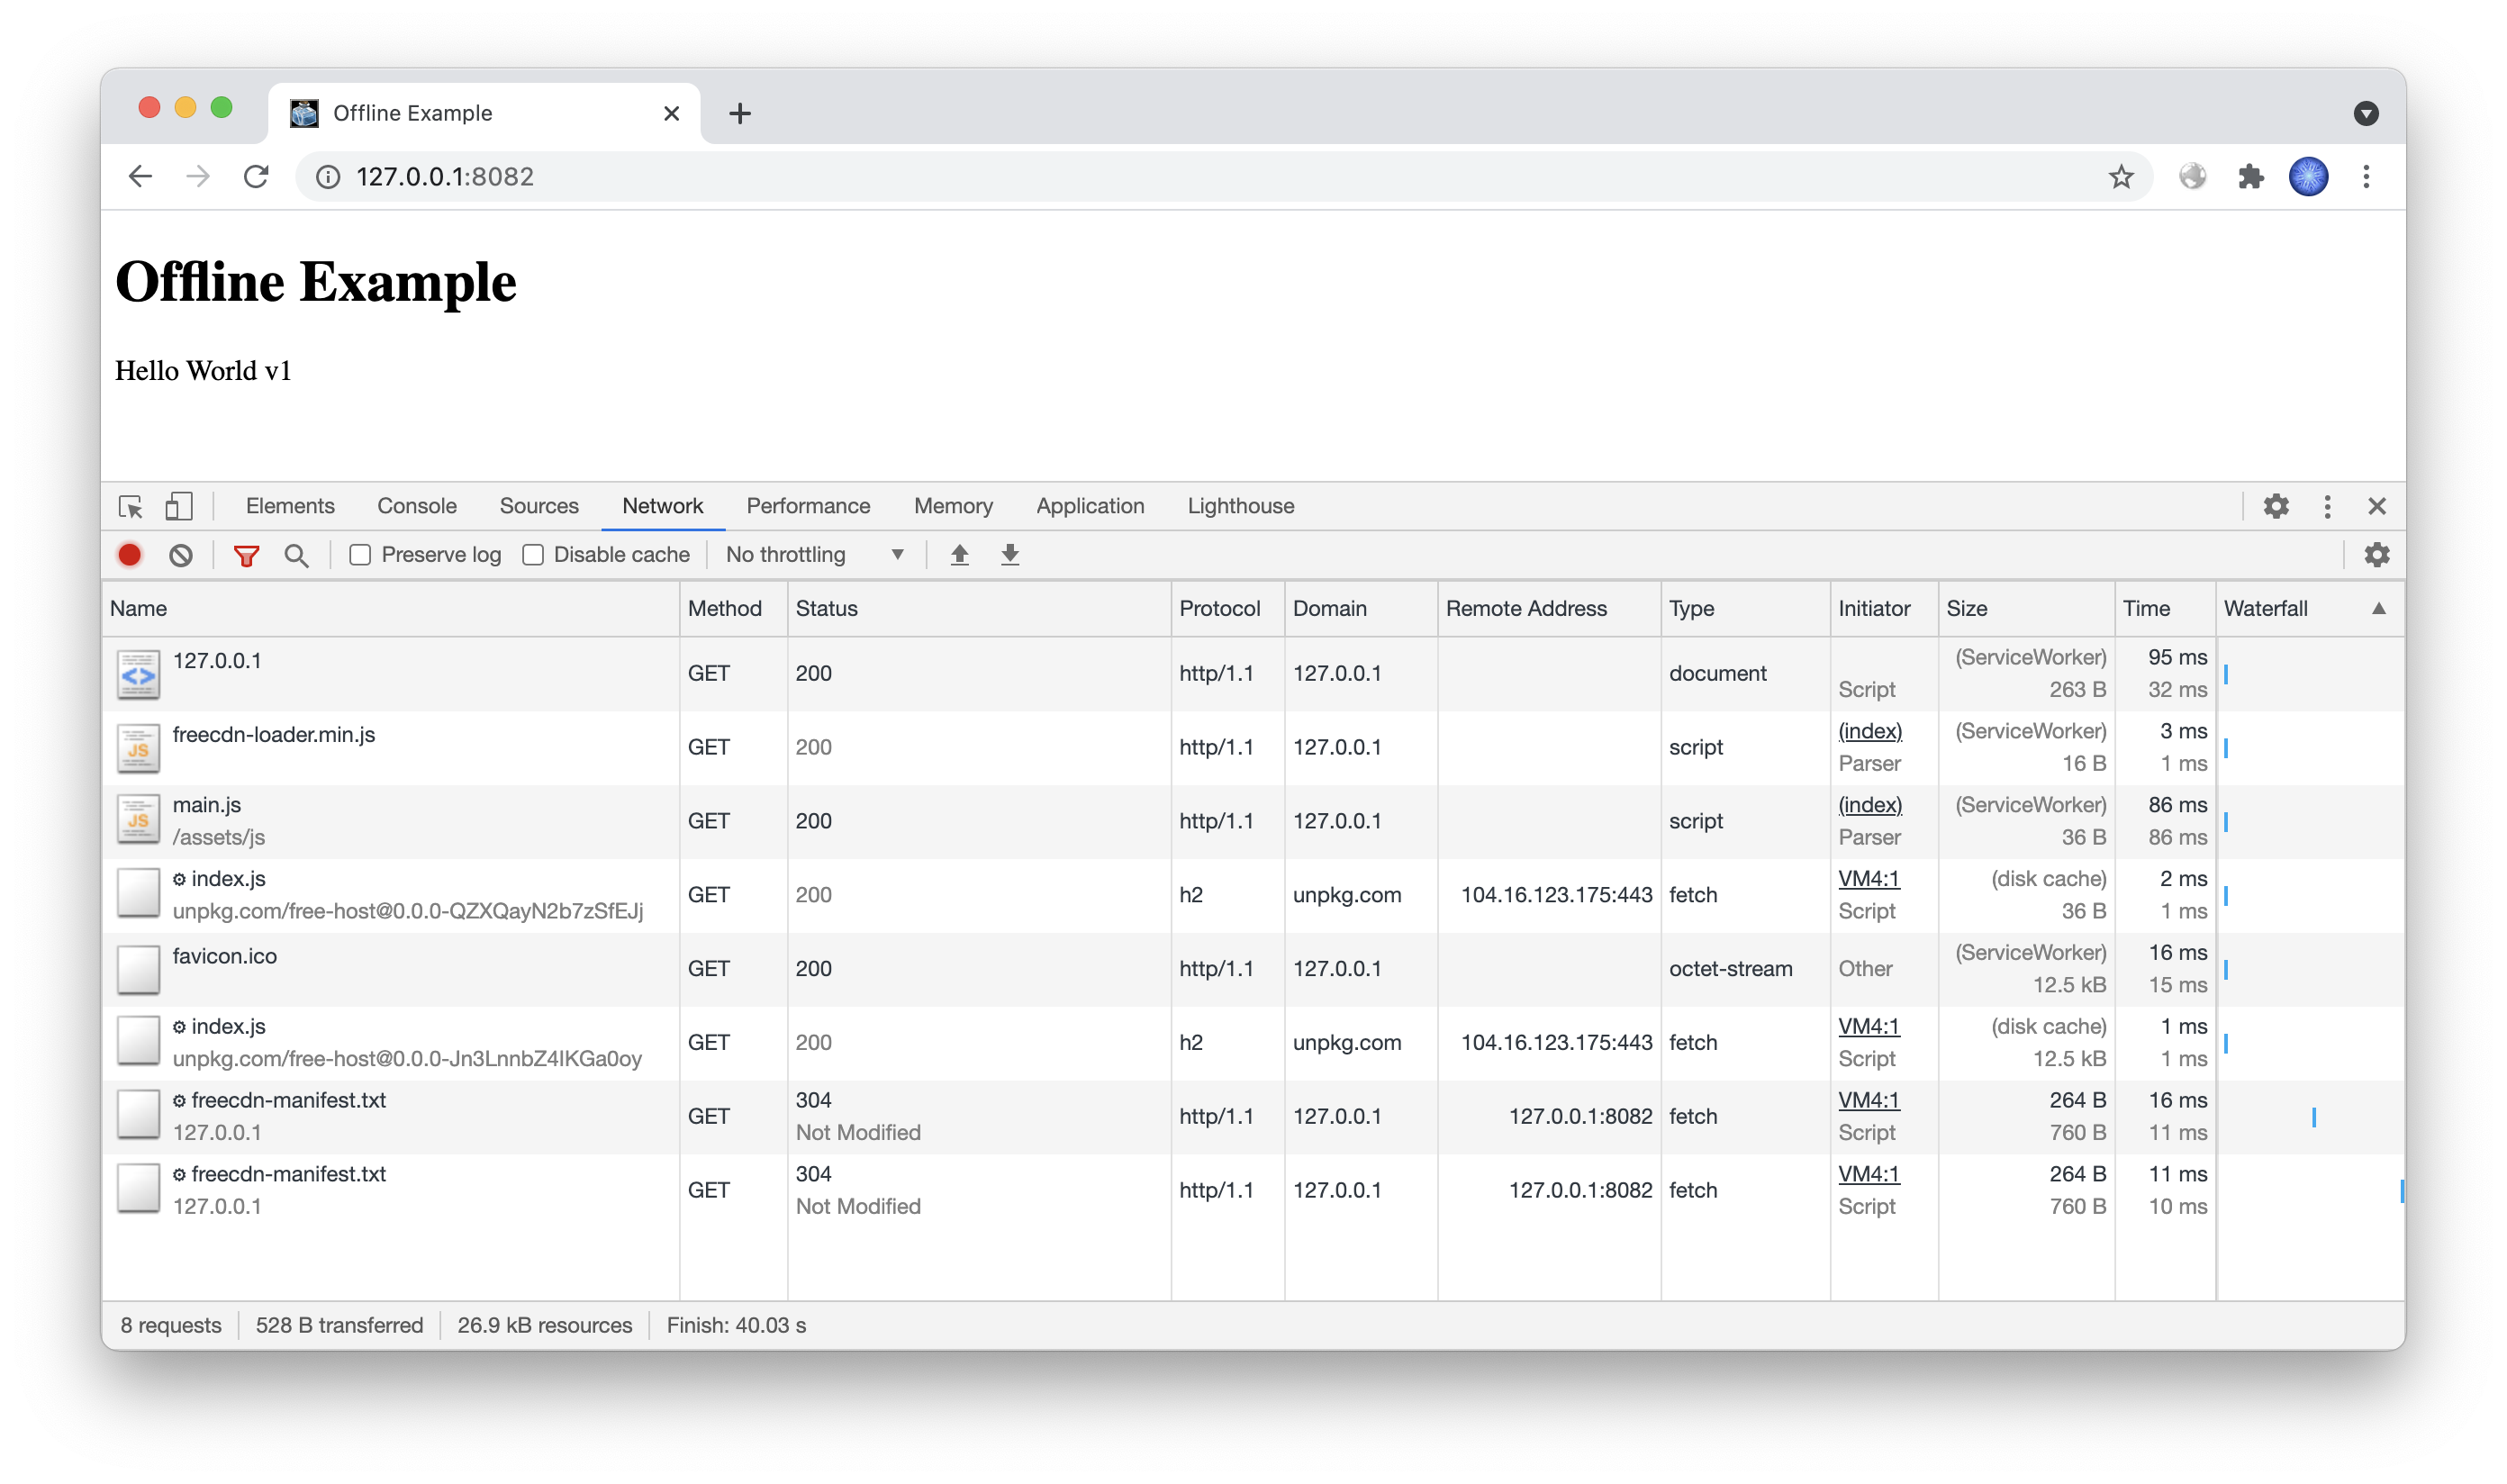 Offline Example
127.0.0.1:8082
Offline Example
Hello World v1
Elements Console Sources Network Performance Memory Application Lighthouse
Preserve log Disable cache No throttling
Name Method Status Protocol Domain Remote Address Type Initiator Size Time Waterfall
127.0.0.1 GET 200 http/1.1 127.0.0.1 document (ServiceWorker) 95 ms
Script 263 B 32 ms
freecdn-loader.min.js GET 200 http/1.1 127.0.0.1 script (index) (ServiceWorker) 3 ms
Parser 16 B 1 ms
main.js GET 200 http/1.1 127.0.0.1 script (index) (ServiceWorker) 86 ms
/assets/js Parser 36 B 86 ms
index.js GET 200 h2 unpkg.com 104.16.123.175:443 fetch VM4:1 (disk cache) 2 ms
unpkg.com/free-host@0.0.0-QZXQayN2b7zSfEJj Script 36 B 1 ms
favicon.ico GET 200 http/1.1 127.0.0.1 octet-stream Other (ServiceWorker) 16 ms
12.5 kB 15 ms
index.js GET 200 h2 unpkg.com 104.16.123.175:443 fetch VM4:1 (disk cache) 1 ms
unpkg.com/free-host@0.0.0-Jn3LnnbZ4IKGa0oy Script 12.5 kB 1 ms
freecdn-manifest.txt GET 304 http/1.1 127.0.0.1 127.0.0.1:8082 fetch VM4:1 264 B 16 ms
127.0.0.1 Not Modified Script 760 B 11 ms
freecdn-manifest.txt GET 304 http/1.1 127.0.0.1 127.0.0.1:8082 fetch VM4:1 264 B 11 ms
127.0.0.1 Not Modified Script 760 B 10 ms
8 requests 528 B transferred 26.9 kB resources Finish: 40.03 s